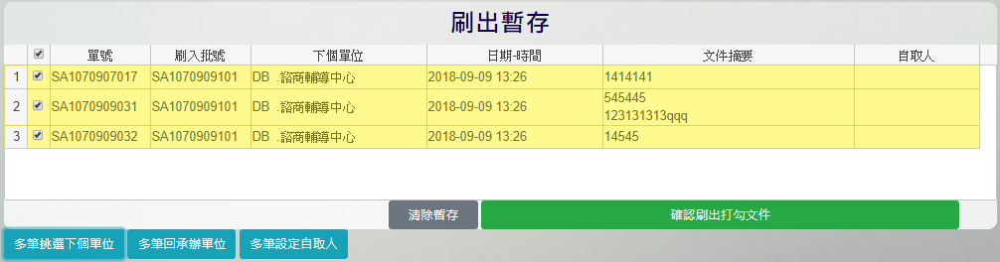 刷出暫存
單號 刷入批號 下個單位 日期-時間 文件摘要 自取人
1 SA1070907017 SA1070909101 DB .諮商輔導中心 2018-09-09 13:26 1414141
2 SA1070909031 SA1070909101 DB .諮商輔導中心 2018-09-09 13:26 545445
123131313qqq
3 SA1070909032 SA1070909101 DB .諮商輔導中心 2018-09-09 13:26 14545
清除暫存 確認刷出打勾文件
多筆挑選下個單位 多筆回承辦單位 多筆設定自取人